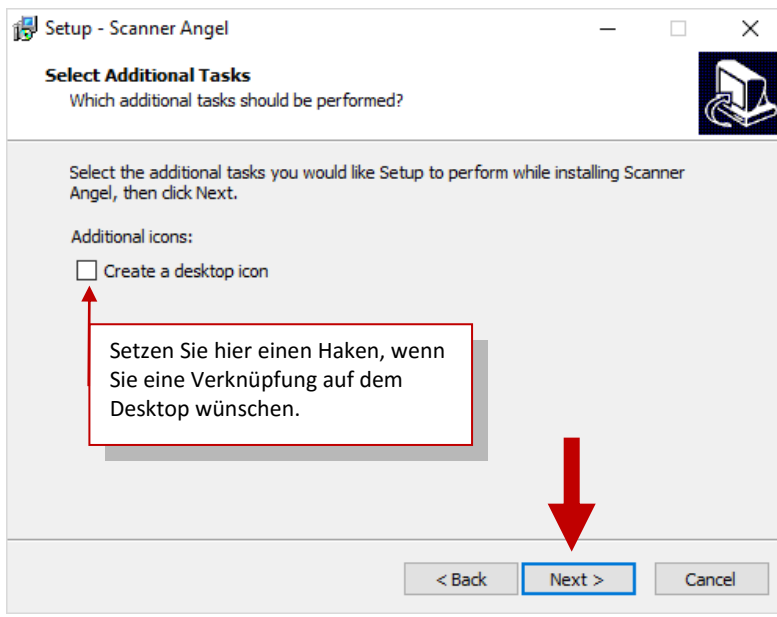 Setup - Scanner Angel
Select Additional Tasks
Which additional tasks should be performed?
Select the additional tasks you would like Setup to perform while installing Scanner
Angel, then click Next.
Additional icons:
Create a desktop icon
Setzen Sie hier einen Haken, wenn
Sie eine Verknüpfung auf dem
Desktop wünschen.
< Back Next > Cancel